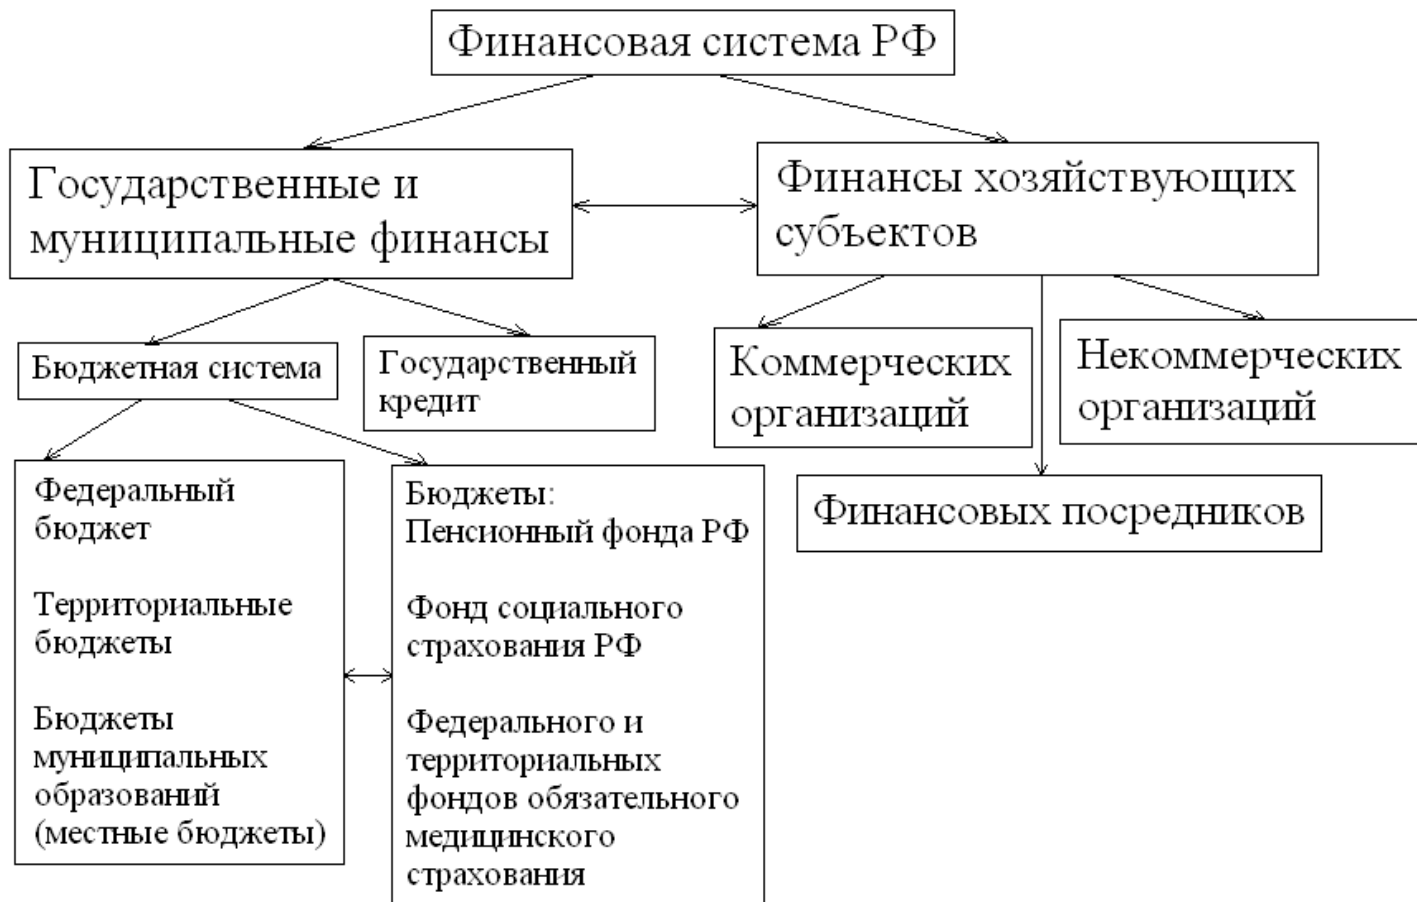 Финансовая система РФ
Государственные и
муниципальные финансы
Финансы хозяйствующих
субъектов
Бюджетная система
Государственный
кредит
Коммерческих
организаций
Некоммерческих
организаций
Финансовых посредников
Федеральный
бюджет
Территориальные
бюджеты
Бюджеты
муниципальных
образований
(местные бюджеты)
Бюджеты:
Пенсионный фонда РФ
Фонд социального
страхования РФ
Федерального и
территориальных
фондов обязательного
медицинского
страхования